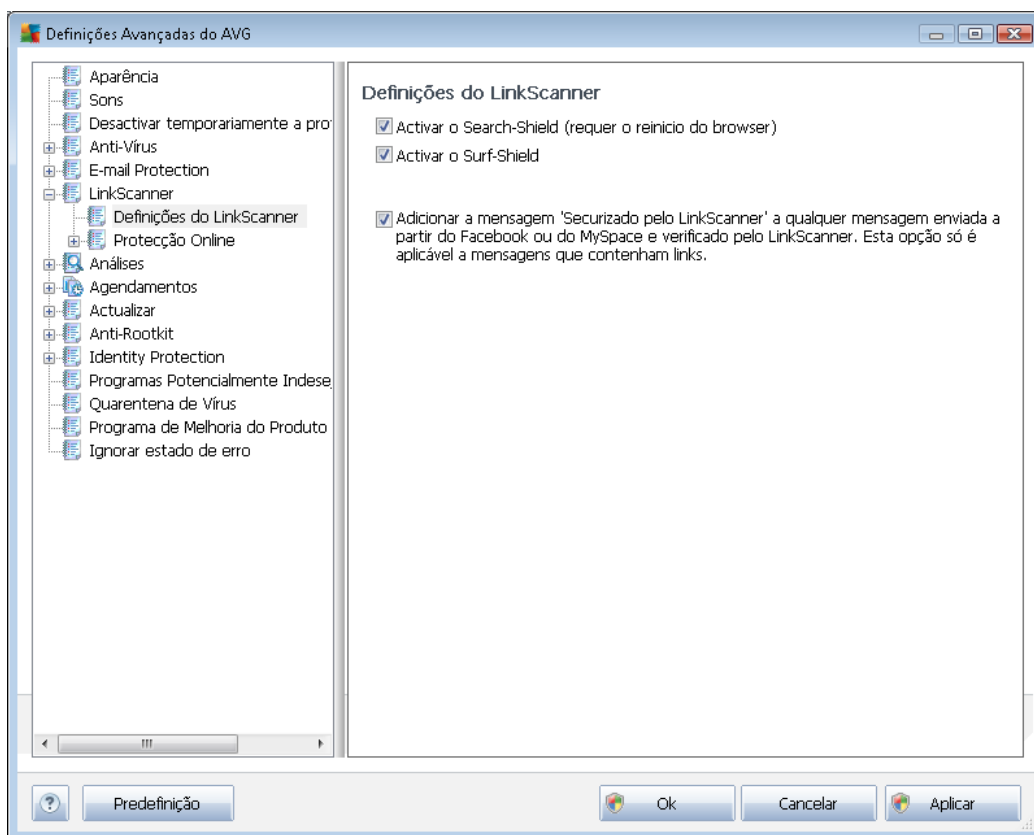 Definições Avançadas do AVG
Aparência
Sons
Desactivar temporariamente a pro
Anti-Vírus
E-mail Protection
LinkScanner
Definições do LinkScanner
Protecção Online
Análises
Agendamentos
Actualizar
Anti-Rootkit
Identity Protection
Programas Potencialmente Indese
Quarentena de Vírus
Programa de Melhoria do Produto
Ignorar estado de erro
Definições do LinkScanner
Activar o Search-Shield (requer o reinicio do browser)
Activar o Surf-Shield
Adicionar a mensagem 'Securizado pelo LinkScanner' a qualquer mensagem enviada a
partir do Facebook ou do MySpace e verificado pelo LinkScanner. Esta opção só é
aplicável a mensagens que contenham links.
?
Predefinição
Ok
Cancelar
Aplicar